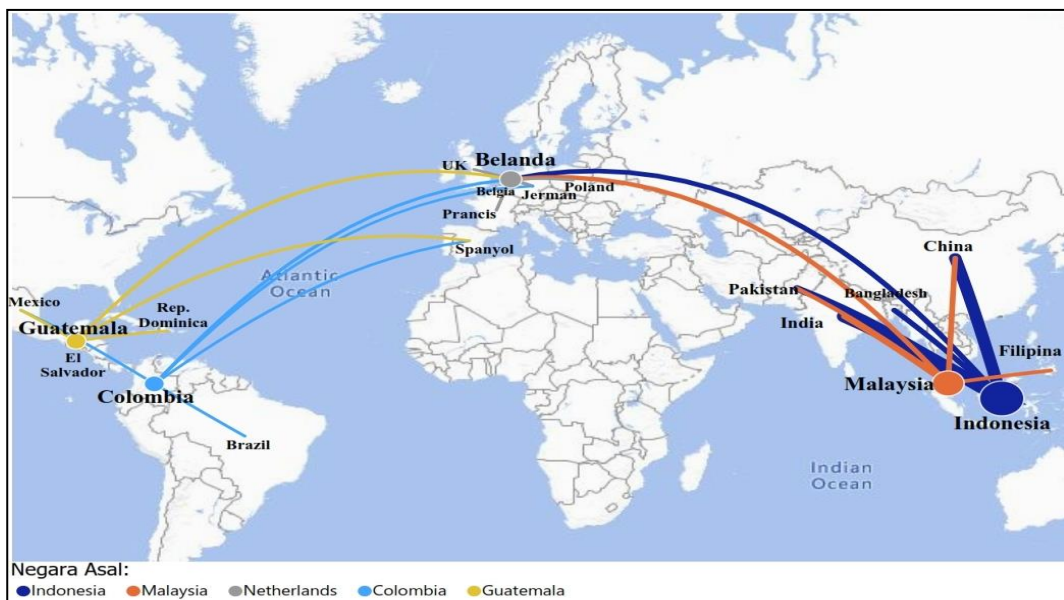 UK
Belanda
Belgia
Jerman
Poland
Prancis
Spanyol
Atlantic
Ocean
China
Pakistan
Bangladesh
India
Mexico
Guatemala
Rep.
Dominica
El
Salvador
Colombia
Brazil
Filipina
Malaysia
Indonesia
Indian
Ocean
Negara Asal:
Indonesia Malaysia Netherlands Colombia Guatemala